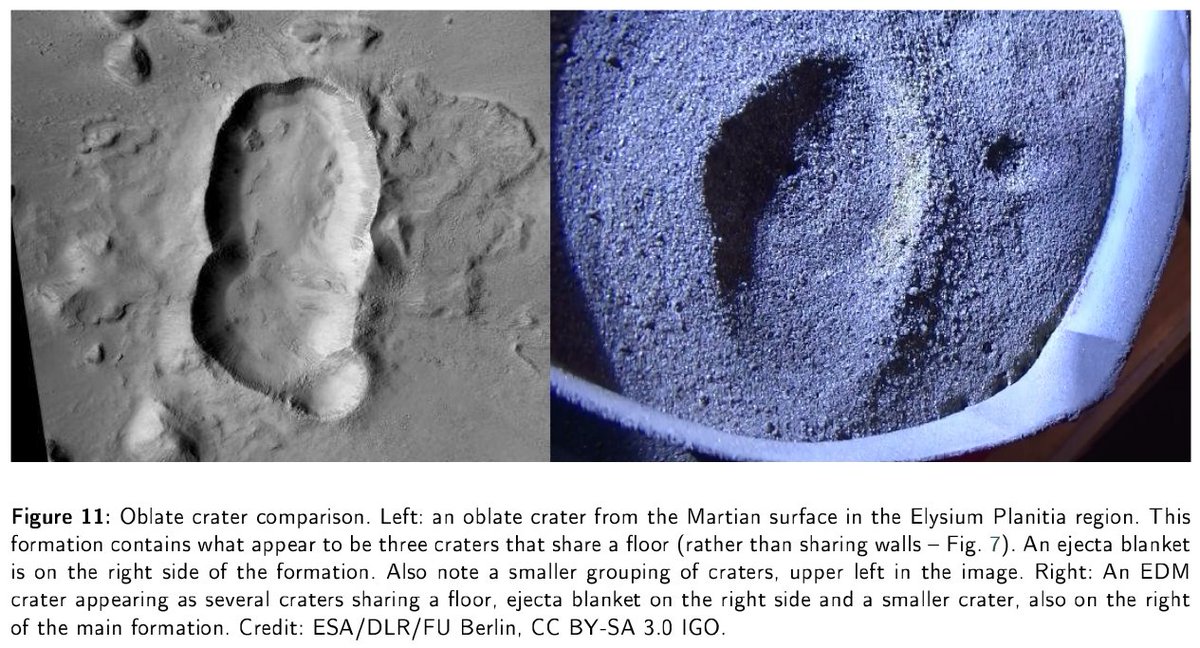 Figure 11: Oblate crater comparison. Left: an oblate crater from the Martian surface in the Elysium Planitia region. This
formation contains what appear to be three craters that share a floor (rather than sharing walls – Fig. 7). An ejecta blanket
is on the right side of the formation. Also note a smaller grouping of craters, upper left in the image. Right: An EDM
crater appearing as several craters sharing a floor, ejecta blanket on the right side and a smaller crater, also on the right
of the main formation. Credit: ESA/DLR/FU Berlin, CC BY-SA 3.0 IGO.